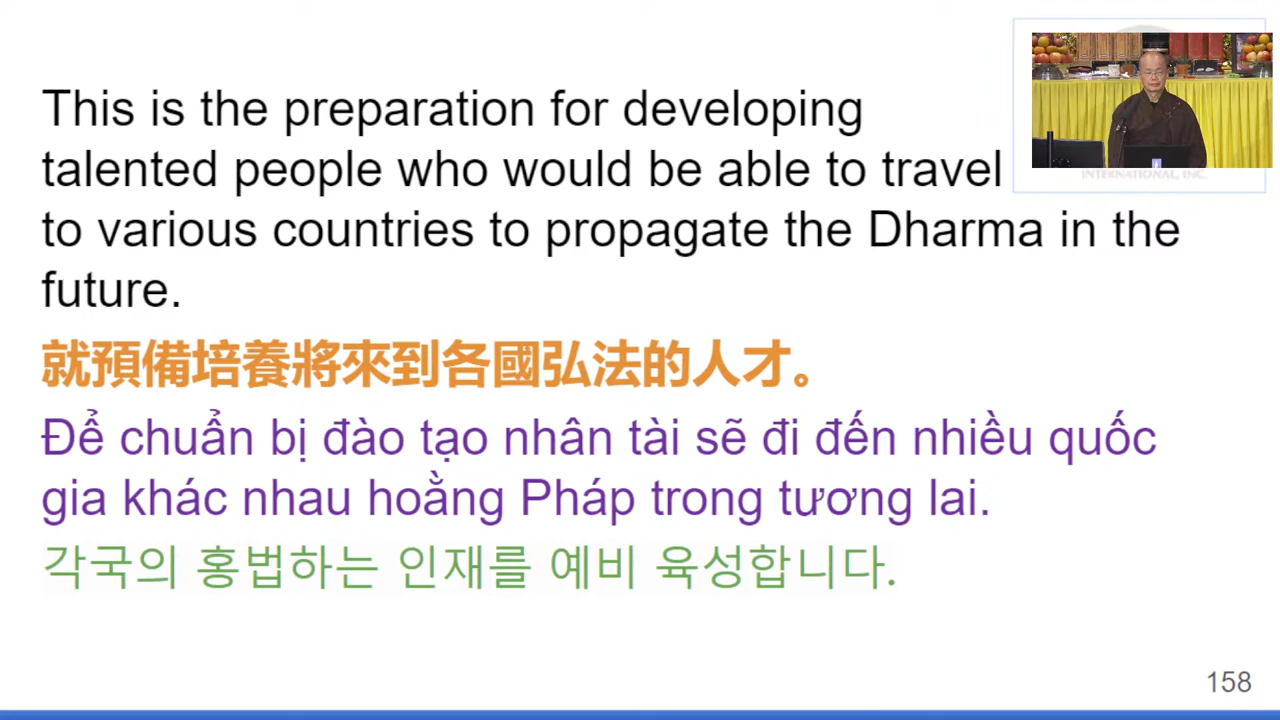 This is the preparation for developing
talented people who would be able to travel
to various countries to propagate the Dharma in the
future.
就預備培養將來到各國弘法的人才。
Để chuẩn bị đào tạo nhân tài sẽ đi đến nhiều quốc
gia khác nhau hoằng Pháp trong tương lai.
각국의 홍법하는 인재를 예비 육성합니다.
INTERNATIONAL, INC.
158